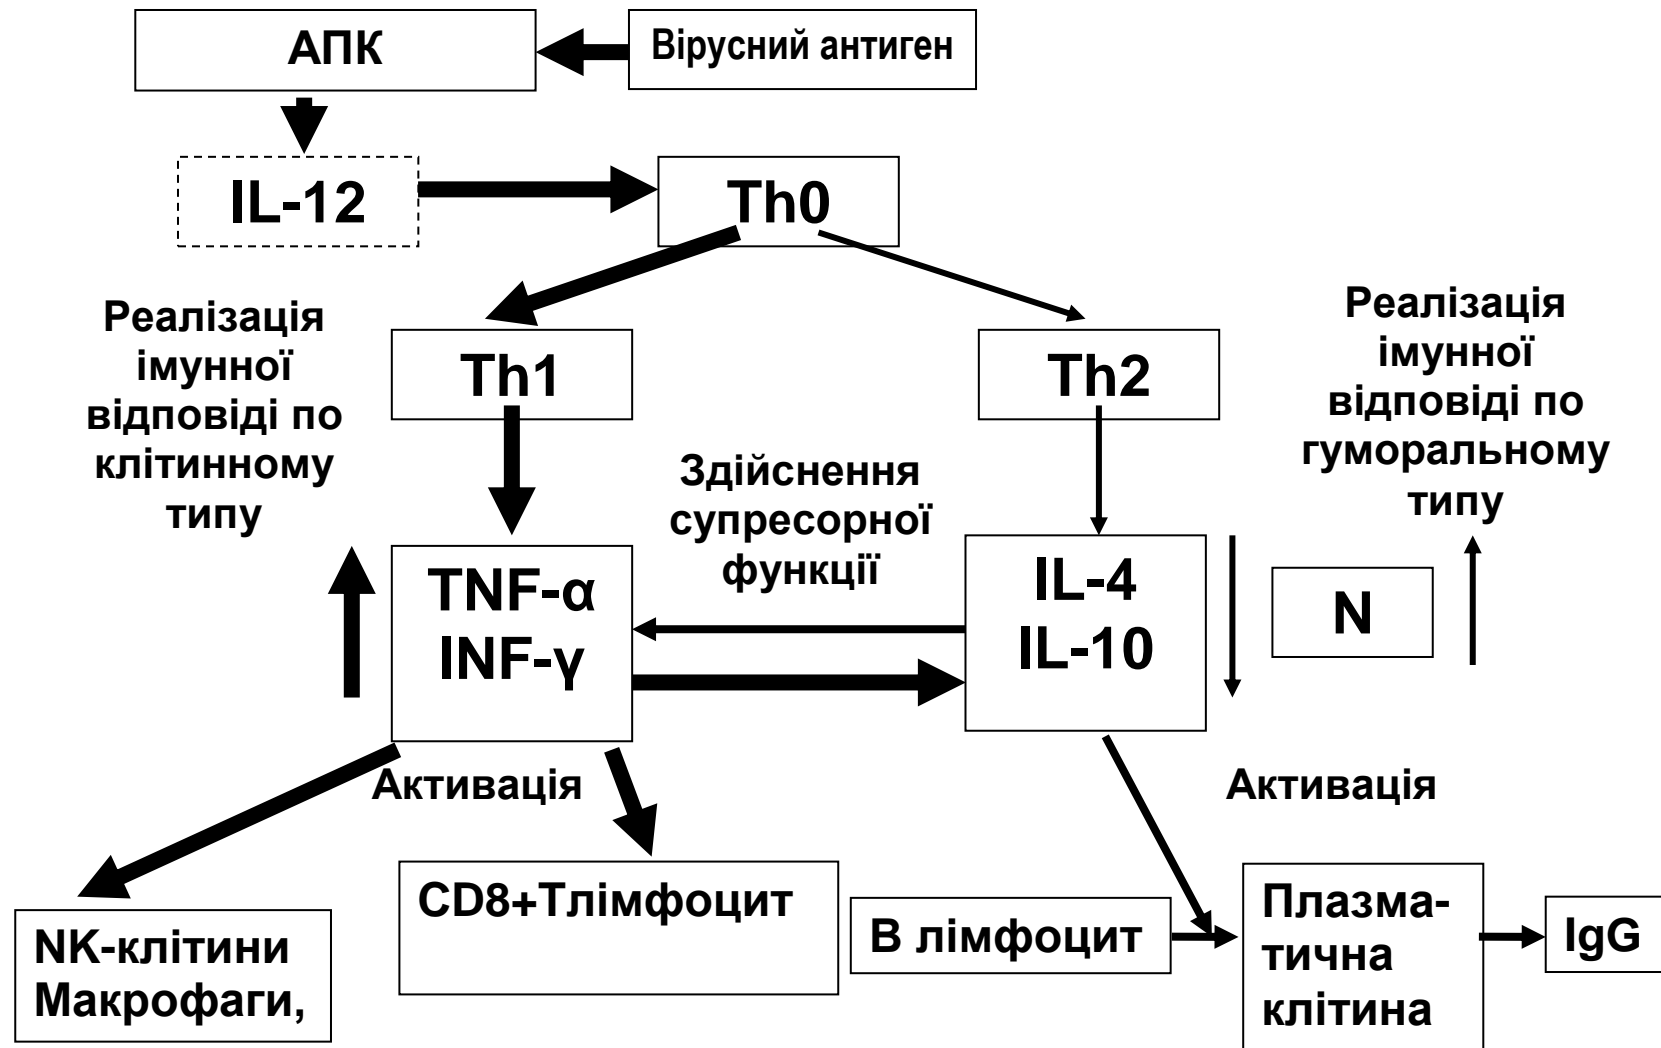 АПК
Вірусний антиген
IL-12
Th0
Реалізація
імунної
відповіді по
клітинному
типу
Th1
Th2
Реалізація
імунної
відповіді по
гуморальному
типу
Здійснення
супресорної
функції
TNF-α
INF-γ
IL-4
IL-10
N
Активація
Активація
NK-клітини
Макрофаги,
CD8+Тлімфоцит
В лімфоцит
Плазма-
тична
клітина
IgG